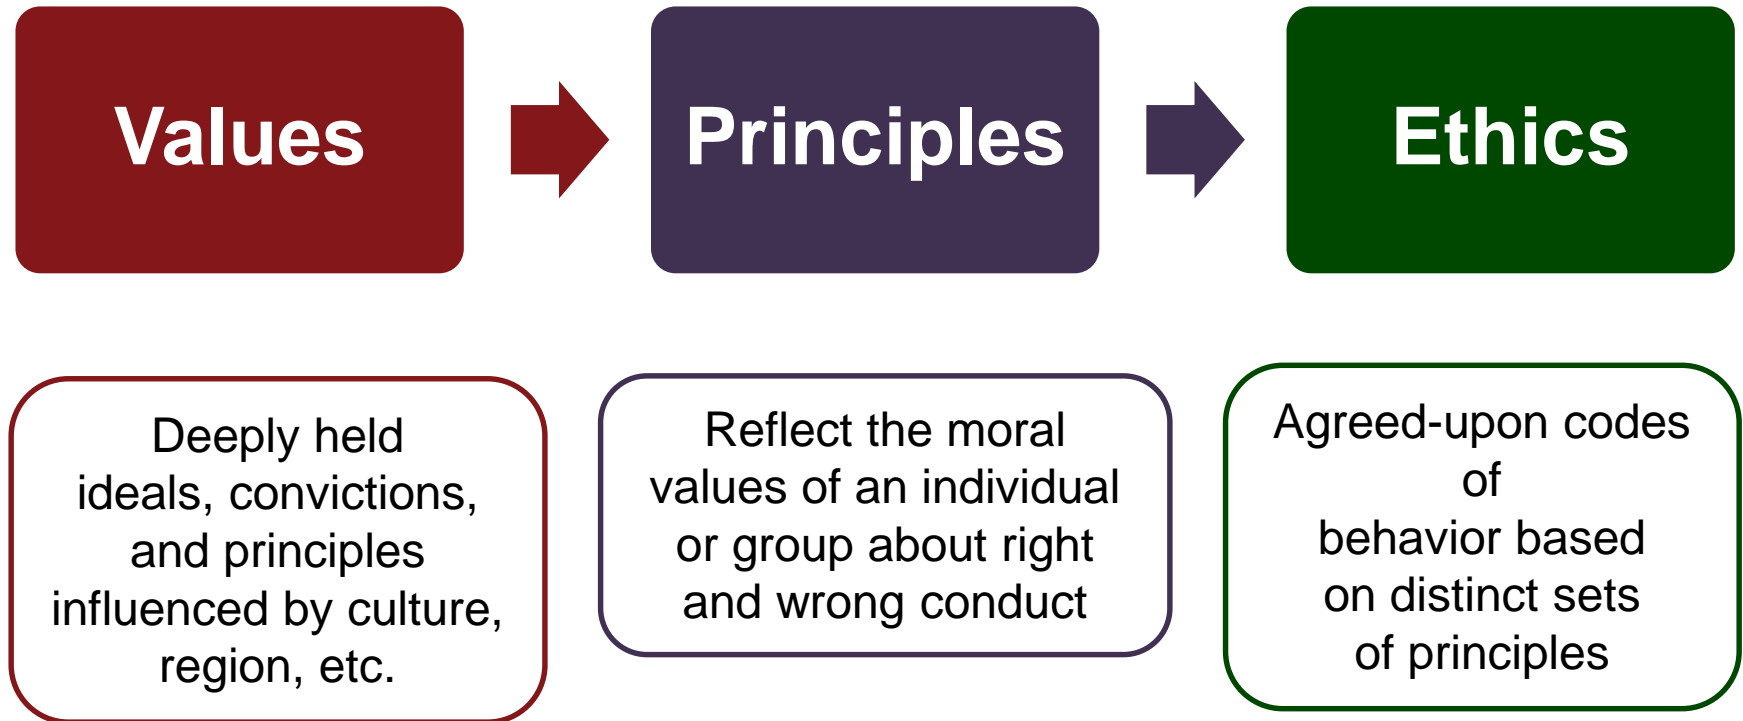 Values
Principles
Ethics
Deeply held
ideals, convictions,
and principles
influenced by culture,
region, etc.
Reflect the moral
values of an individual
or group about right
and wrong conduct
Agreed-upon codes
of
behavior based
on distinct sets
of principles